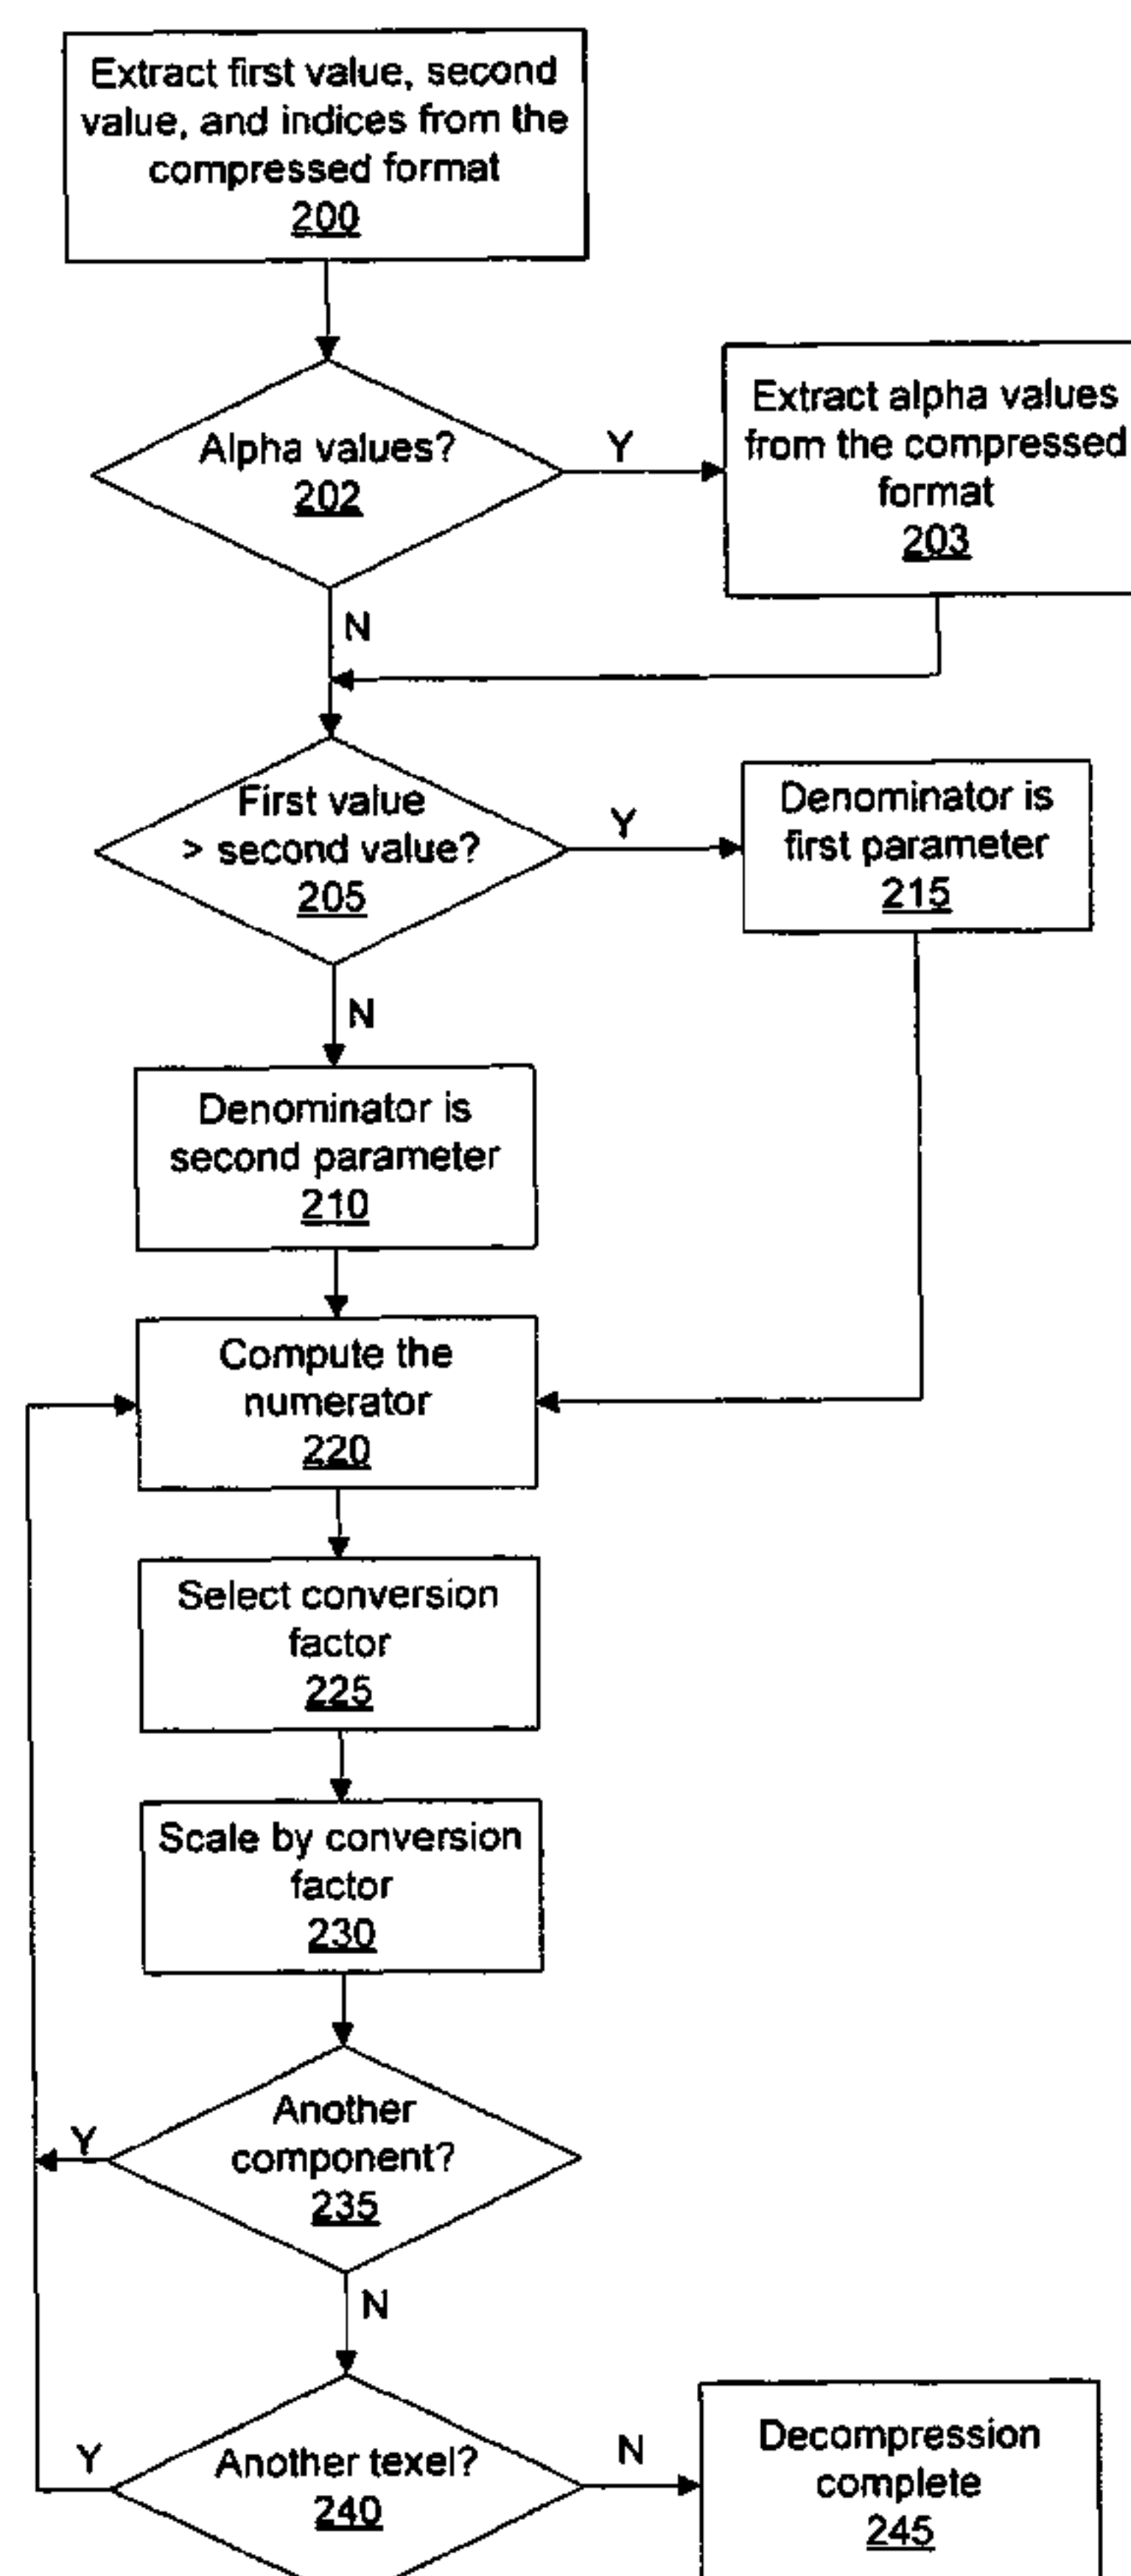 Extract first value, second
value, and indices from the
compressed format
200
Alpha values?
202
Y
Extract alpha values
from the compressed
format
203
N
First value
> second value?
205
Y
Denominator is
first parameter
215
N
Denominator is
second parameter
210
Compute the
numerator
220
Select conversion
factor
225
Scale by conversion
factor
230
Another
component?
235
Y
N
Another texel?
240
Y
N
Decompression
complete
245